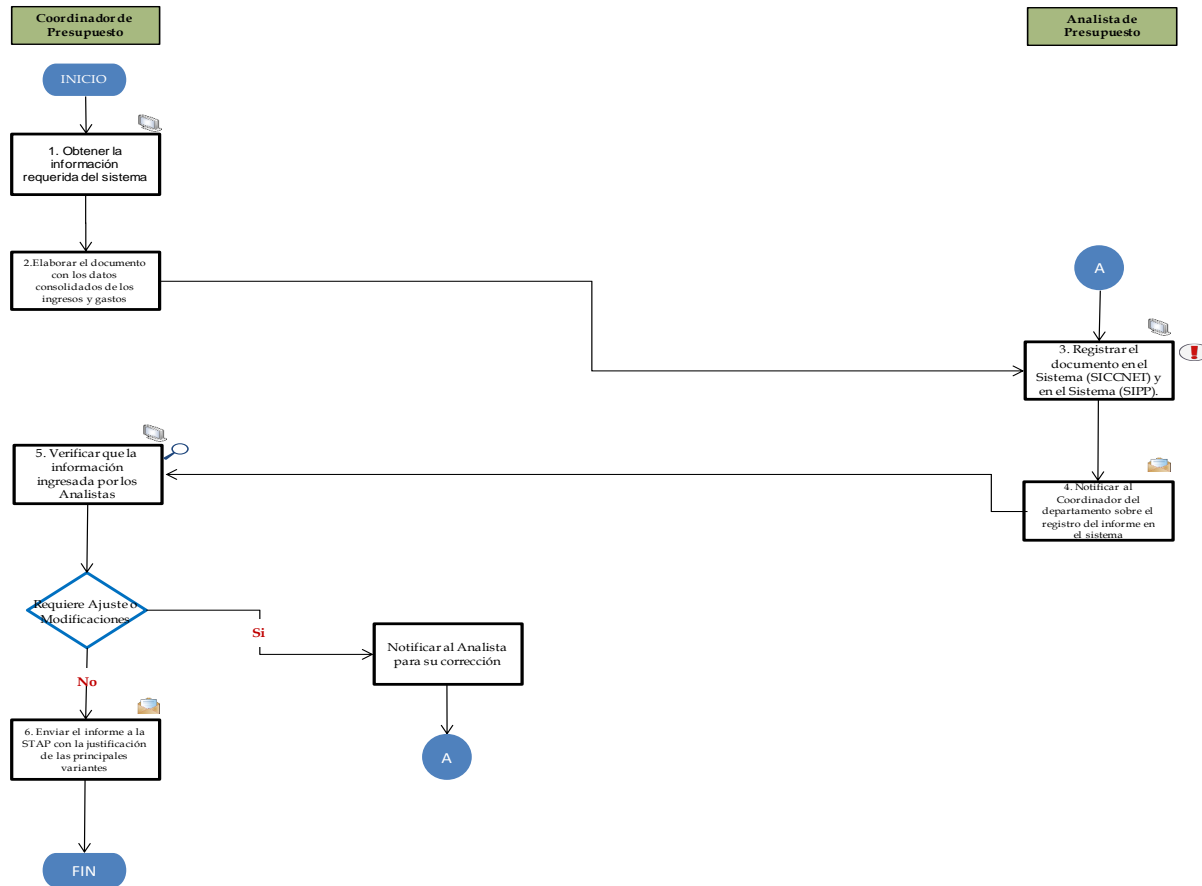 Coordinador de
Presupuesto
Analista de
Presupuesto
INICIO
1. Obtener la
información
requerida del sistema
2.Elaborar el documento
con los datos
consolidados de los
ingresos y gastos
A
3. Registrar el
documento en el
Sistema (SICCNET) y
en el Sistema (SIPP).
4. Notificar al
Coordinador del
departamento sobre el
registro del informe en
el sistema
5. Verificar que la
información
ingresada por los
Analistas
Requiere Ajuste o
Modificaciones
Si
Notificar al Analista
para su corrección
No
A
6. Enviar el informe a la
STAP con la justificación
de las principales
variantes
FIN